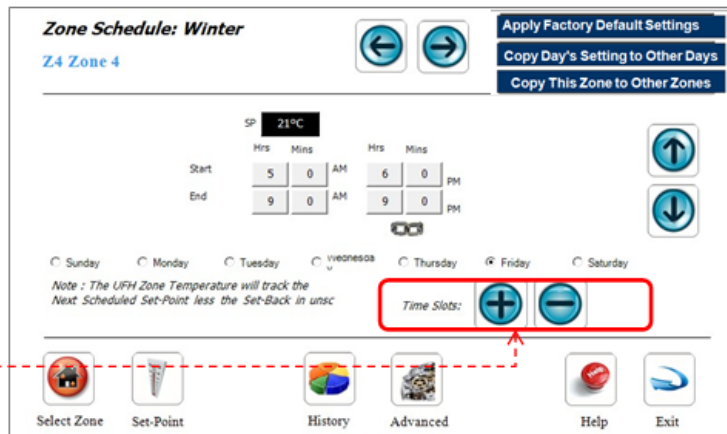 Zone Schedule: Winter
Apply Factory Default Settings
Z4 Zone 4
Copy Day's Setting to Other Days
Copy This Zone to Other Zones
SP 21°C
Hrs Mins Hrs Mins
Start 5 0 AM 6 0 PM
End 9 0 AM 9 0 PM
Sunday Monday Tuesday Wednesda Thursday Friday Saturday
y
Note : The UFH Zone Temperature will track the
Next Scheduled Set-Point less the Set-Back in unsc
Time Slots:
Help
Select Zone Set-Point History Advanced Help Exit